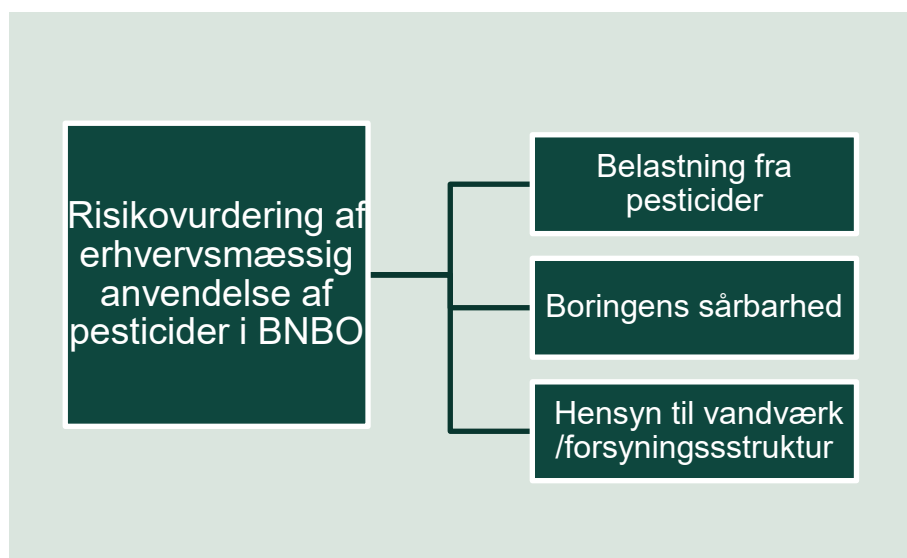 Risikovurdering af
erhvervsmæssig
anvendelse af
pesticider i BNBO
Belastning fra
pesticider
Boringens sårbarhed
Hensyn til vandværk
/forsyningssstruktur